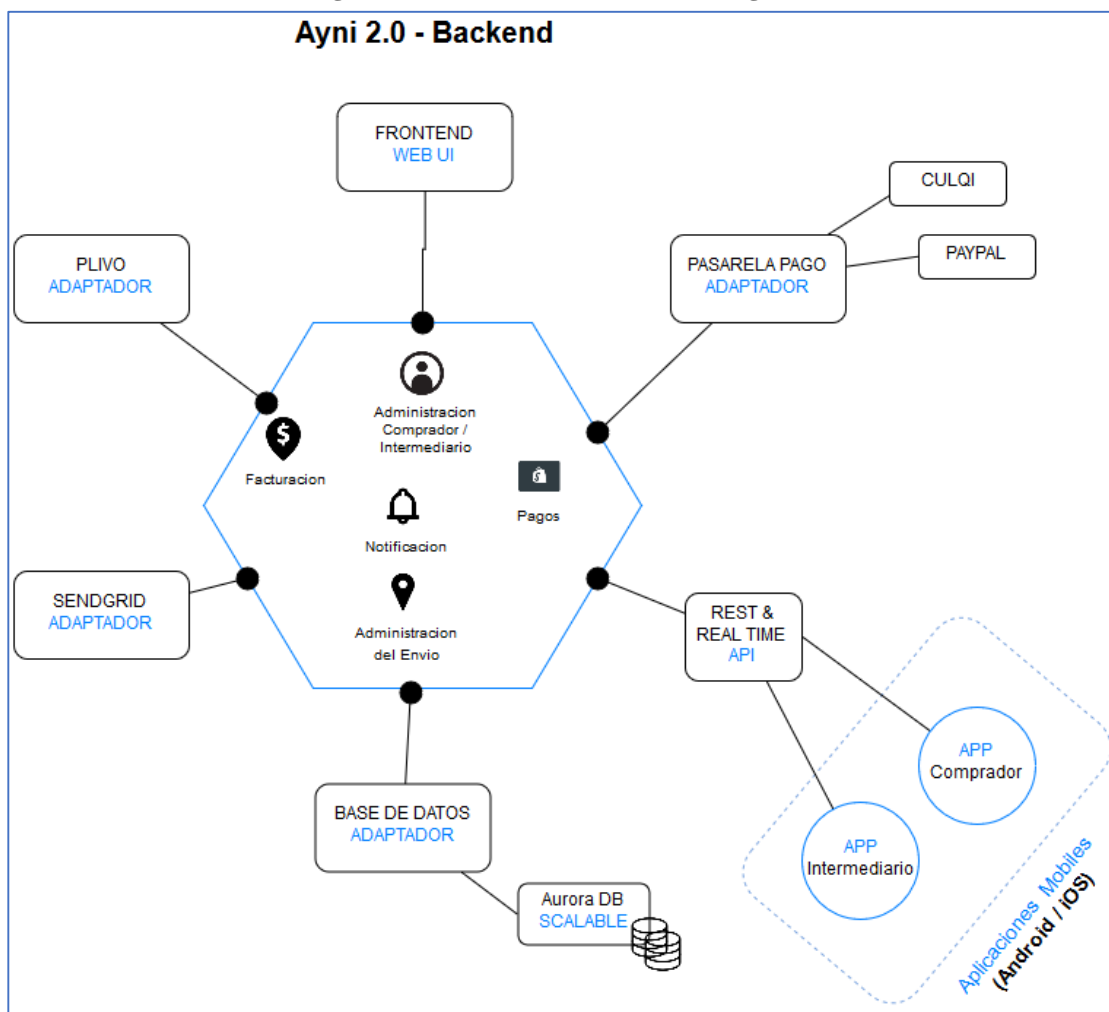 Ayni 2.0 - Backend
FRONTEND
WEB UI
CULQI
PLIVO
ADAPTADOR
PASARELA PAGO
ADAPTADOR
PAYPAL
Administracion
Comprador /
Intermediario
$
Facturacion
Pagos
Notificacion
SENDGRID
ADAPTADOR
Administracion
del Envio
REST &
REAL TIME
API
APP
Comprador
BASE DE DATOS
ADAPTADOR
APP
Intermediario
Aurora DB
SCALABLE
Aplicaciones Mobiles
(Android / iOS)